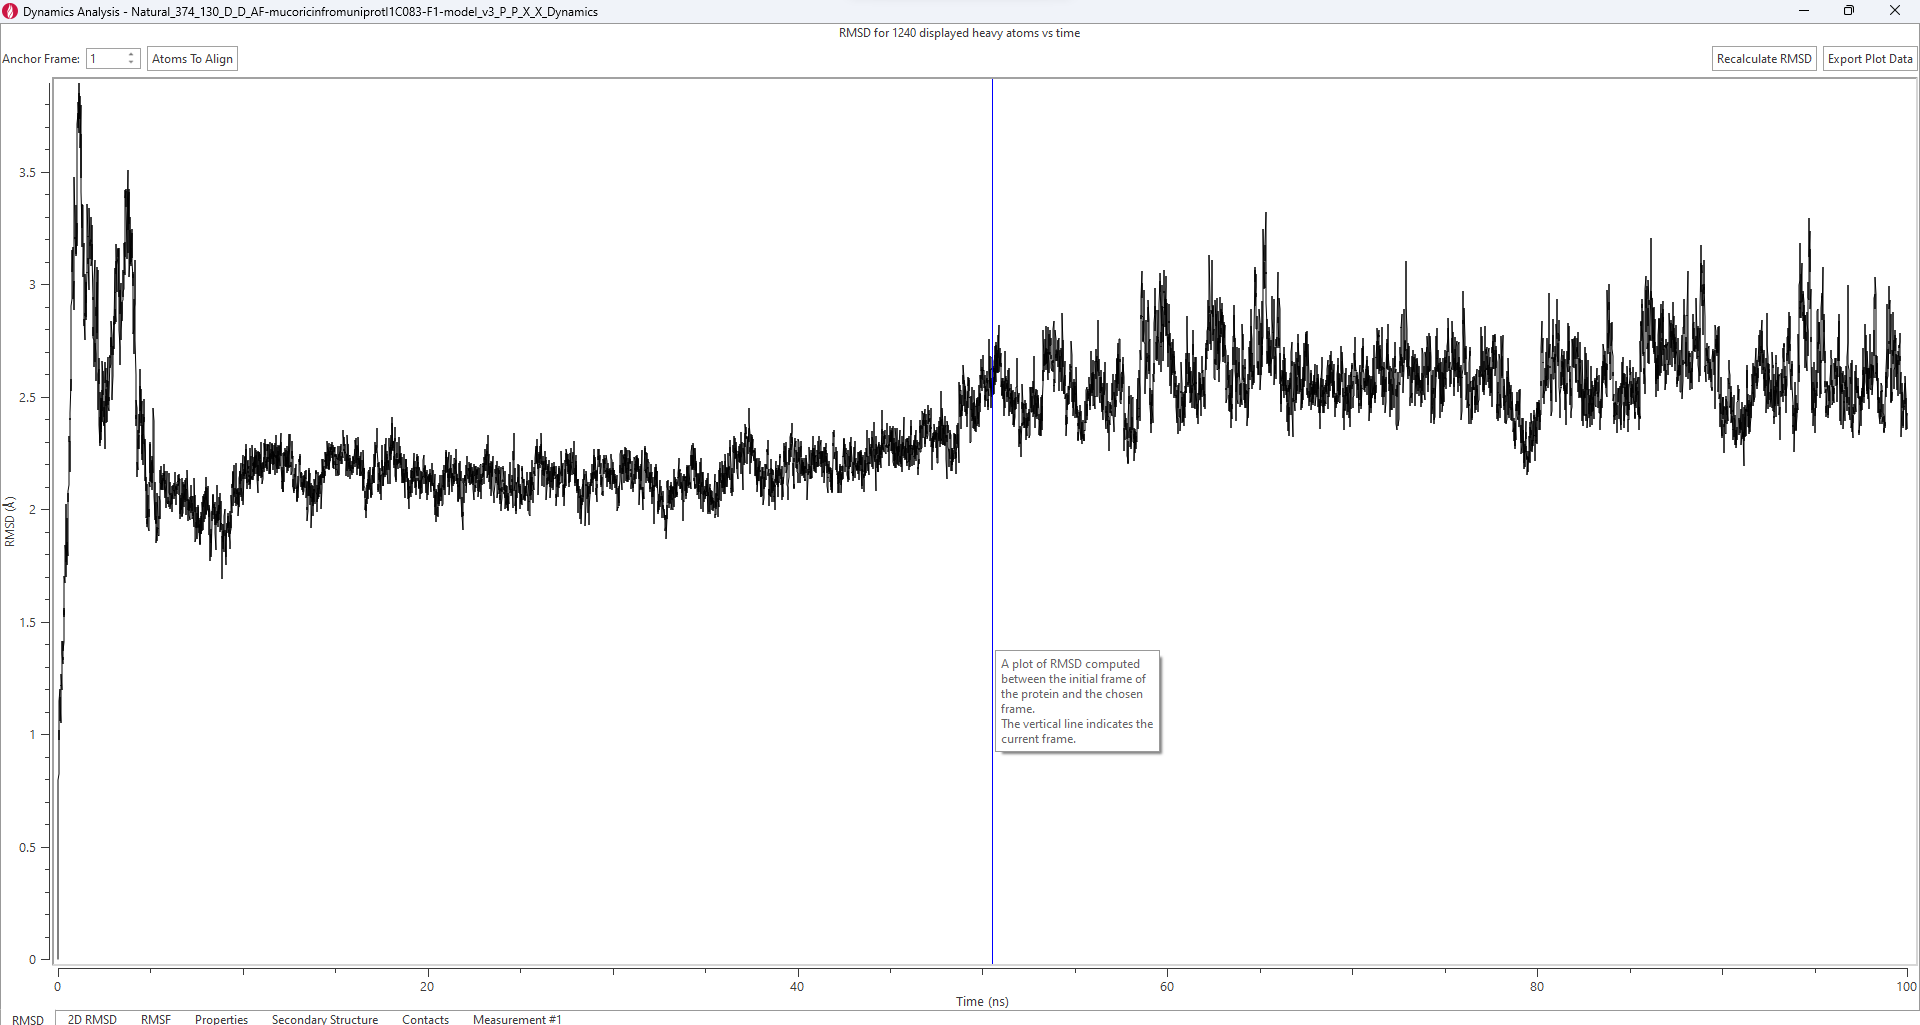 Dynamics Analysis - Natural_374_130_D_D_AF-mucoricinfromuniprotI1C083-F1-model_v3_P_P_X_X_Dynamics
RMSD for 1240 displayed heavy atoms vs time
Anchor Frame: 1 Atoms To Align Recalculate RMSD Export Plot Data
3.5
3
2.5
2
1.5
1
0.5
0
RMSD (Å)
A plot of RMSD computed
between the initial frame of
the protein and the chosen
frame.
The vertical line indicates the
current frame.
0 20 40 60 80 100
Time (ns)
RMSD 2D RMSD RMSF Properties Secondary Structure Contacts Measurement #1